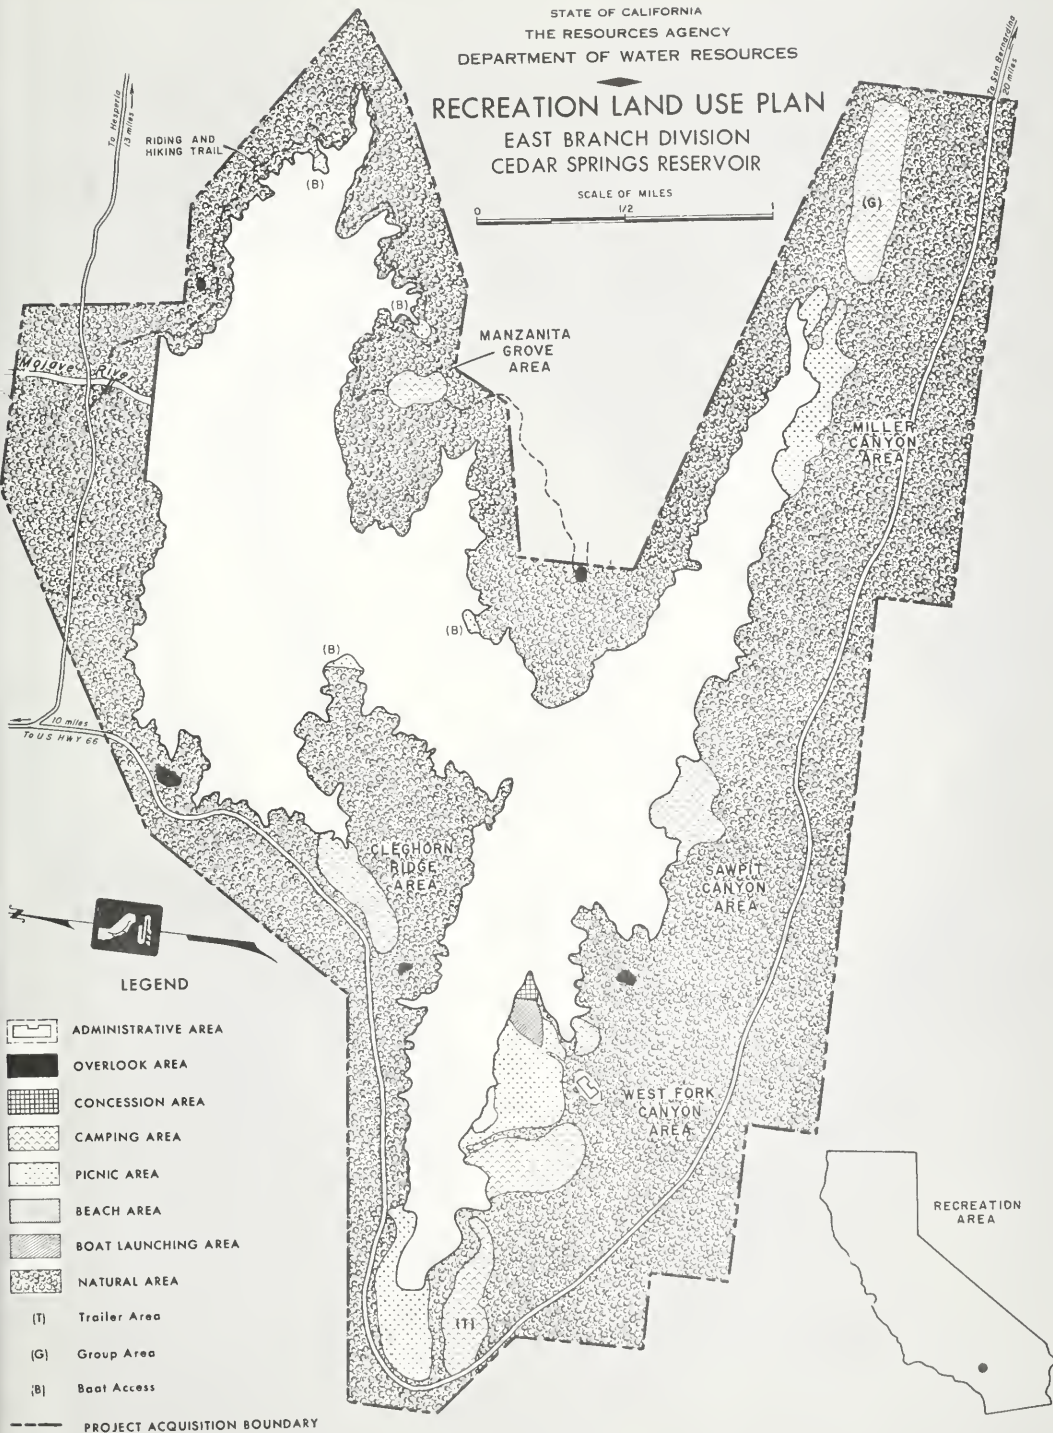 STATE OF CALIFORNIA
THE RESOURCES AGENCY
DEPARTMENT OF WATER RESOURCES
RECREATION LAND USE PLAN
EAST BRANCH DIVISION
CEDAR SPRINGS RESERVOIR
SCALE OF MILES
0 1/2 1
To San Bernardino
20 miles
To Hesperia
13 miles
RIDING AND
HIKING TRAIL
(B)
(G)
(B)
MANZANITA
GROVE
AREA
Mojave River
MILLER
CANYON
AREA
(B)
(B)
10 miles
To US HWY 66
CLEGHORN
RIDGE
AREA
SAWPIT
CANYON
AREA
N
WEST FORK
CANYON
AREA
(T)
LEGEND
ADMINISTRATIVE AREA
OVERLOOK AREA
CONCESSION AREA
CAMPING AREA
PICNIC AREA
BEACH AREA
BOAT LAUNCHING AREA
NATURAL AREA
(T) Trailer Area
(G) Group Area
(B) Boat Access
PROJECT ACQUISITION BOUNDARY
RECREATION
AREA